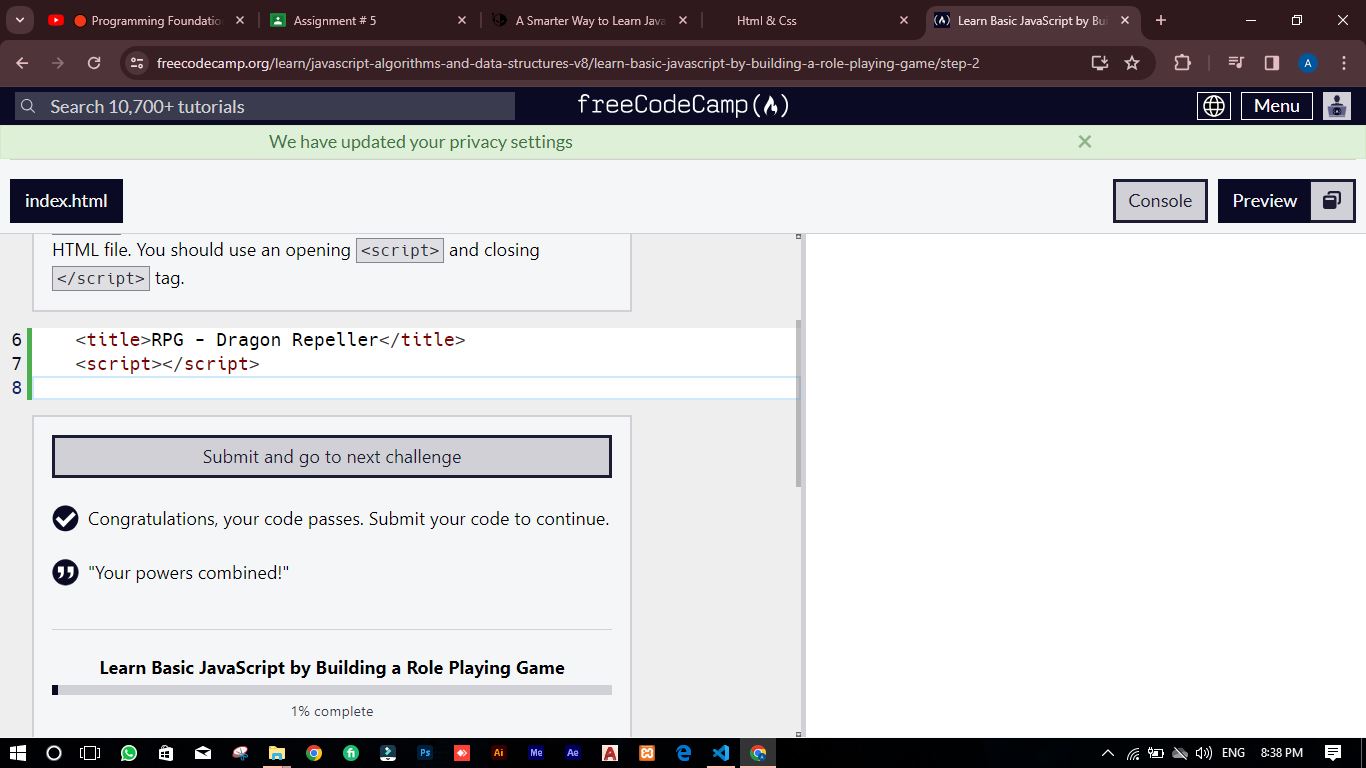 Programming Foundatio
Assignment # 5
A Smarter Way to Learn Java
Html & Css
Learn Basic JavaScript by Bui
freecodecamp.org/learn/javascript-algorithms-and-data-structures-v8/learn-basic-javascript-by-building-a-role-playing-game/step-2
A
Search 10,700+ tutorials
freeCodeCamp
Menu
We have updated your privacy settings
index.html
Console
Preview
HTML file. You should use an opening <script> and closing
</script> tag.
6 <title>RPG - Dragon Repeller</title>
7 <script></script>
8
Submit and go to next challenge
Congratulations, your code passes. Submit your code to continue.
"Your powers combined!"
Learn Basic JavaScript by Building a Role Playing Game
1% complete
Ps
Ai
Me
Ae
ENG
8:38 PM